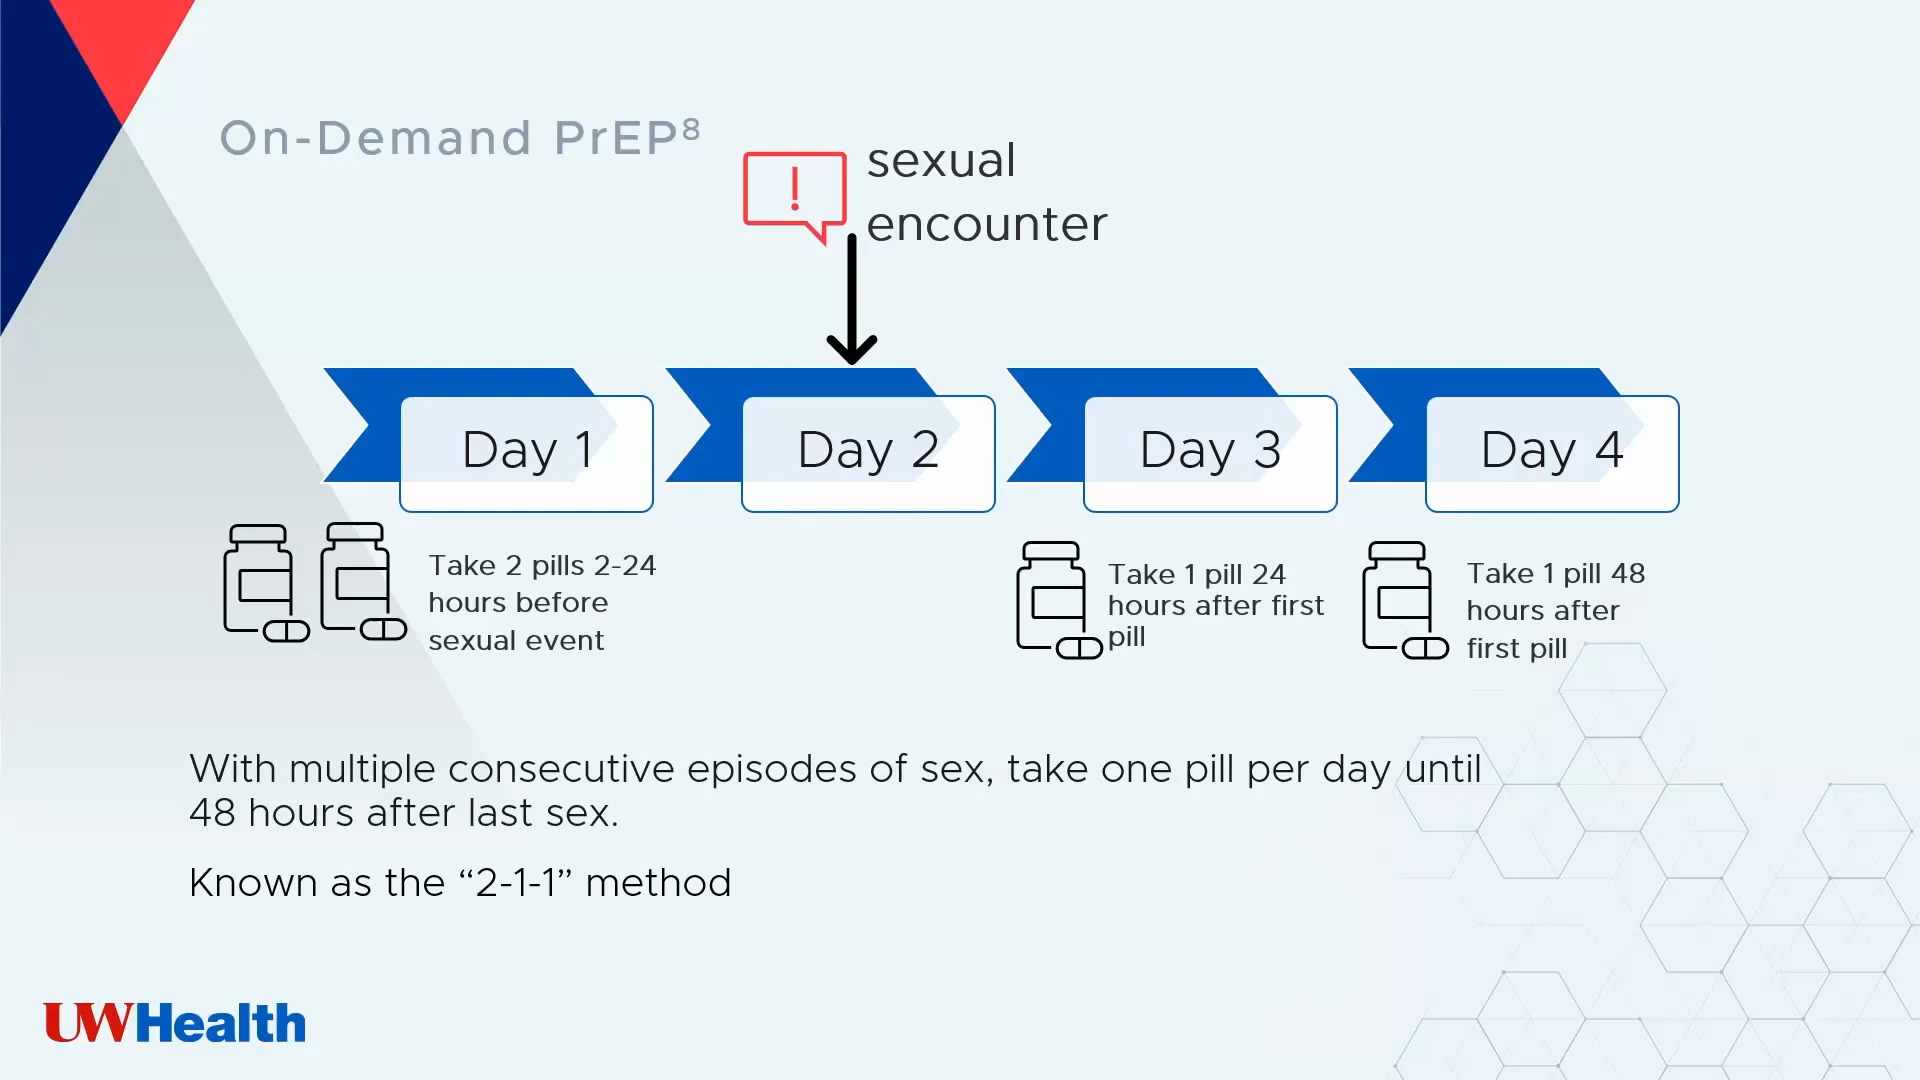 On-Demand PrEP⁸
!
sexual
encounter
Day 1
Day 2
Day 3
Day 4
Take 2 pills 2-24
hours before
sexual event
Take 1 pill 24
hours after first
pill
Take 1 pill 48
hours after
first pill
With multiple consecutive episodes of sex, take one pill per day until
48 hours after last sex.
Known as the “2-1-1” method
UWHealth